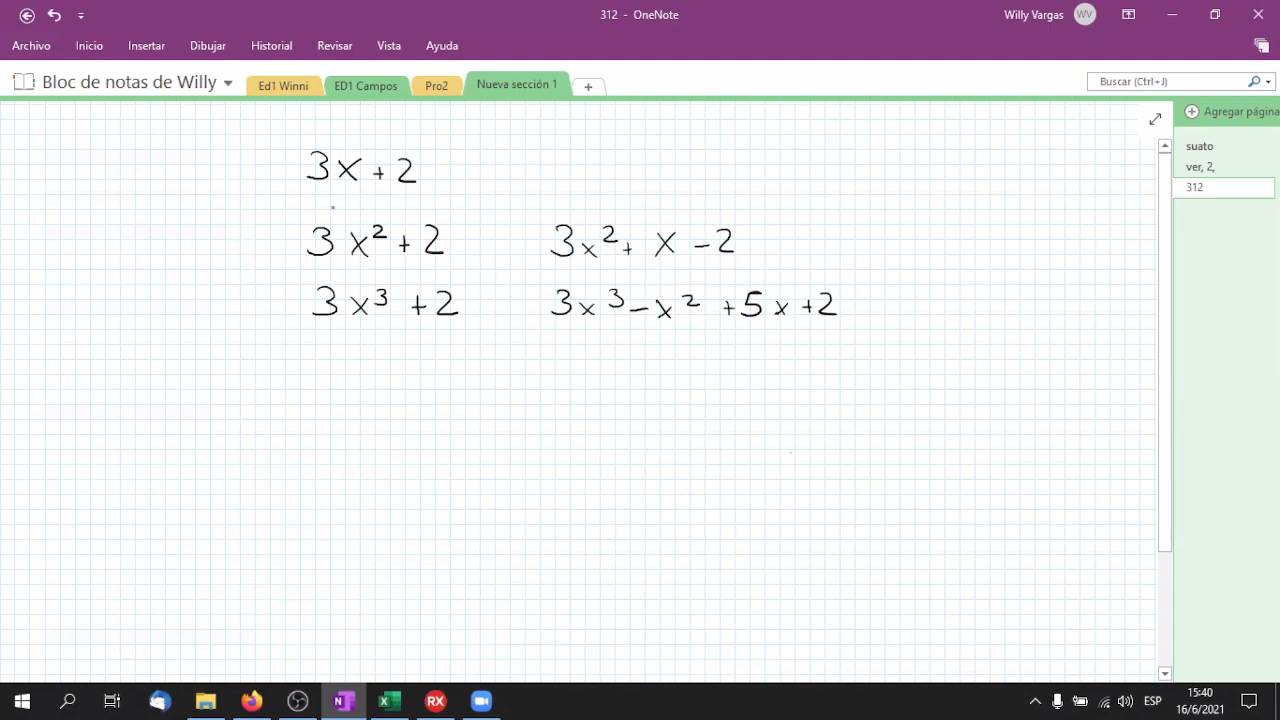 312 - OneNote
Willy Vargas WV
Archivo Inicio Insertar Dibujar Historial Revisar Vista Ayuda
Bloc de notas de Willy
Ed1 Winni ED1 Campos Pro2 Nueva sección 1
Buscar (Ctrl+J)
Agregar página
suato
ver, 2,
312
3x + 2
3x² + 2
3x² + x - 2
3x³ + 2
3x³ - x² + 5x + 2
N X RX
ESP
15:40
16/6/2021